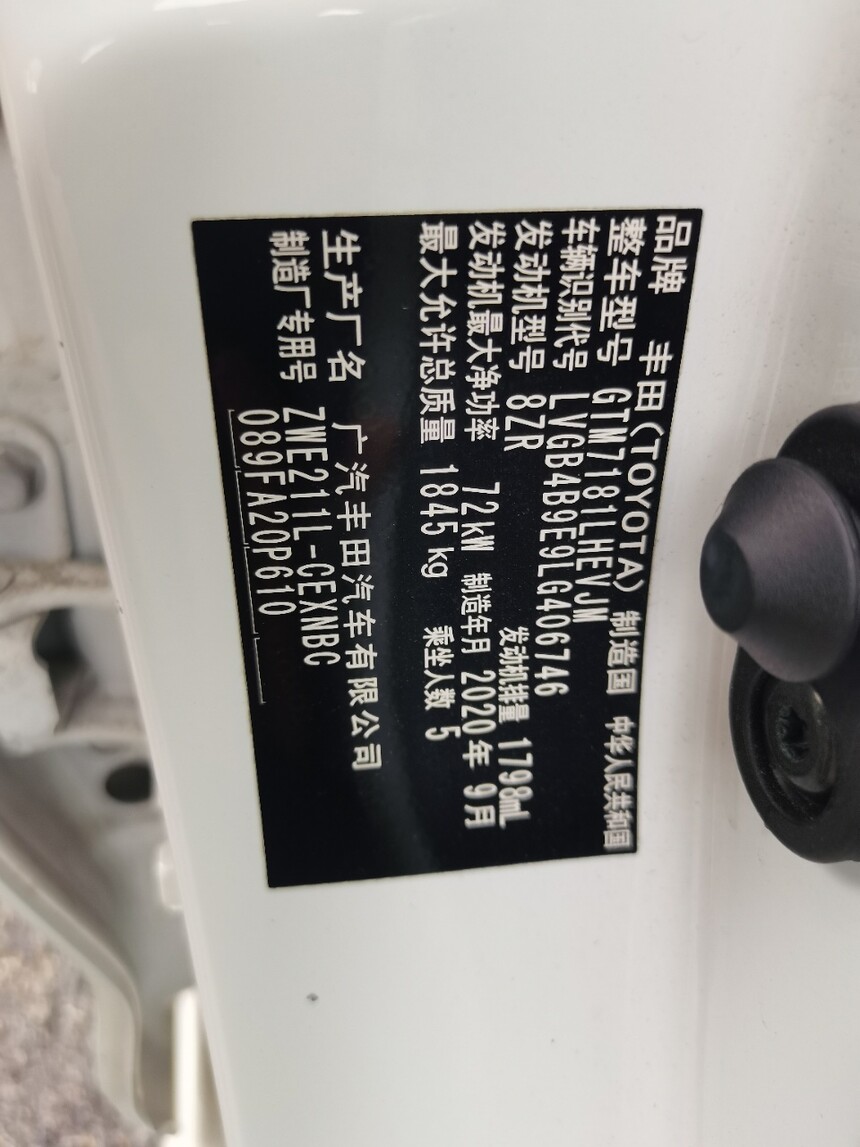 品牌 丰田(TOYOTA) 制造国 中华人民共和国
整车型号 GTM7181LHEVJM
车辆识别代号 LVGB4B9E9LG406746
发动机型号 8ZR 发动机排量 1798mL
发动机最大净功率 72kW 制造年月 2020年 9月
最大允许总质量 1845kg 乘坐人数 5
生产厂名 广汽丰田汽车有限公司
制造厂专用号 ZWE211L-CEXNBC
089FA20P610